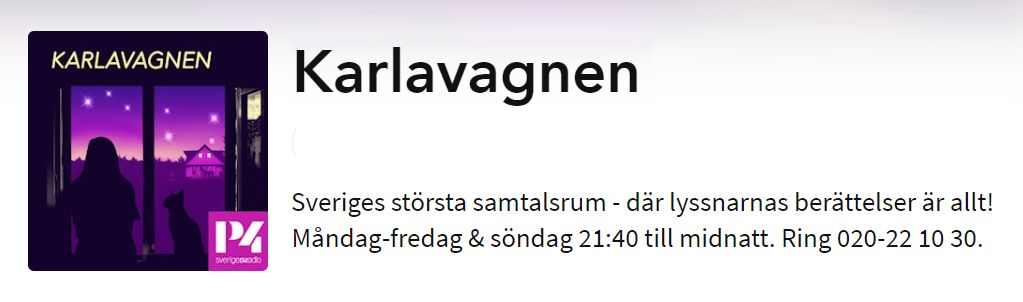 KARLAVAGNEN
Karlavagnen
P4
sverigesradio
Sveriges största samtalsrum - där lyssnarnas berättelser är allt!
Måndag-fredag & söndag 21:40 till midnatt. Ring 020-22 10 30.